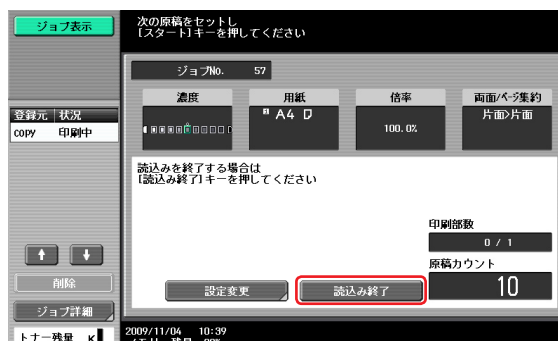 ジョブ表示
次の原稿をセットし
［スタート］キーを押してください
ジョブNo. 57
濃度 用紙 倍率 両面/ページ集約
A4 100.0% 片面>片面
登録元 状況
copy 印刷中
読込みを終了する場合は
［読込み終了］キーを押してください
印刷部数
0 / 1
原稿カウント
10
設定変更 読込み終了
削除
ジョブ詳細
トナー残量 K
2009/11/04 10:39